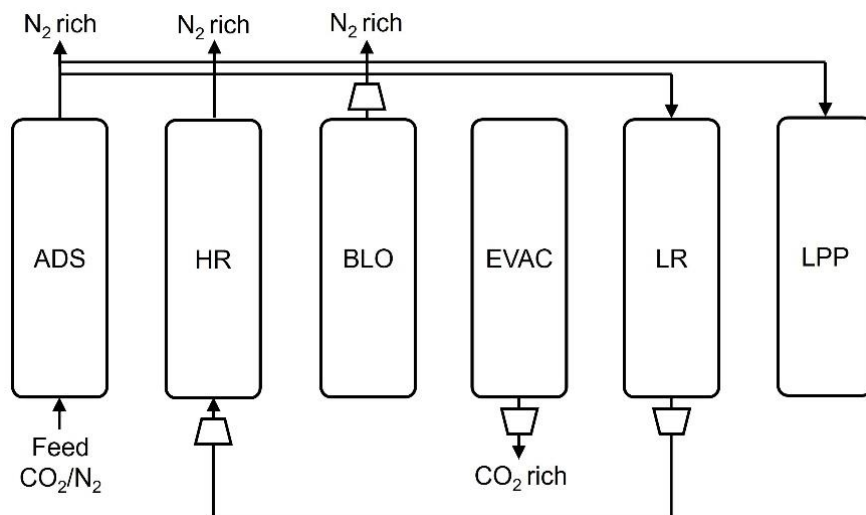 N₂ rich
N₂ rich
N₂ rich
ADS
HR
BLO
EVAC
LR
LPP
Feed
CO₂/N₂
CO₂ rich